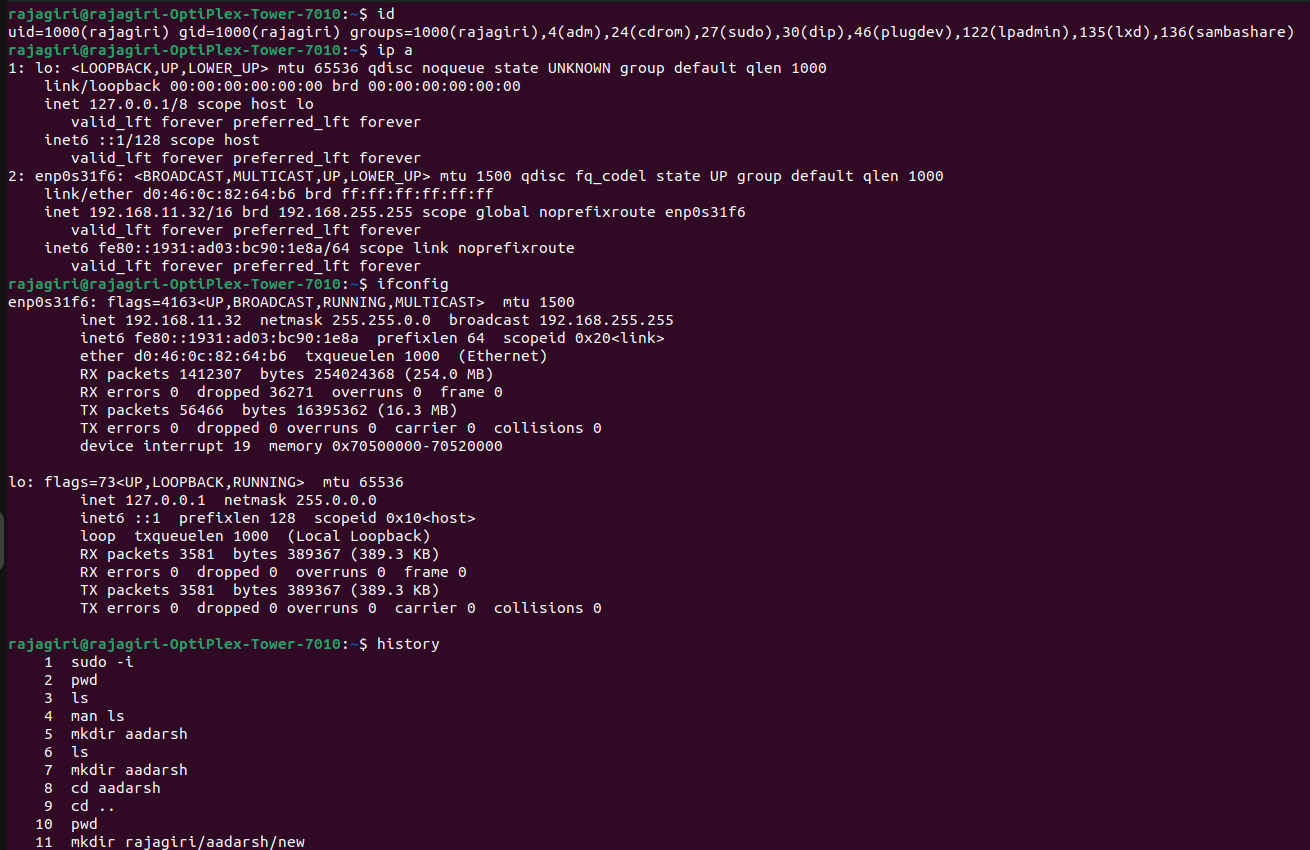 rajagiri@rajagiri-OptiPlex-Tower-7010:~$ id
uid=1000(rajagiri) gid=1000(rajagiri) groups=1000(rajagiri),4(adm),24(cdrom),27(sudo),30(dip),46(plugdev),122(lpadmin),135(lxd),136(sambashare)
rajagiri@rajagiri-OptiPlex-Tower-7010:~$ ip a
1: lo: <LOOPBACK,UP,LOWER_UP> mtu 65536 qdisc noqueue state UNKNOWN group default qlen 1000
    link/loopback 00:00:00:00:00:00 brd 00:00:00:00:00:00
    inet 127.0.0.1/8 scope host lo
       valid_lft forever preferred_lft forever
    inet6 ::1/128 scope host
       valid_lft forever preferred_lft forever
2: enp0s31f6: <BROADCAST,MULTICAST,UP,LOWER_UP> mtu 1500 qdisc fq_codel state UP group default qlen 1000
    link/ether d0:46:0c:82:64:b6 brd ff:ff:ff:ff:ff:ff
    inet 192.168.11.32/16 brd 192.168.255.255 scope global noprefixroute enp0s31f6
       valid_lft forever preferred_lft forever
    inet6 fe80::1931:ad03:bc90:1e8a/64 scope link noprefixroute
       valid_lft forever preferred_lft forever
rajagiri@rajagiri-OptiPlex-Tower-7010:~$ ifconfig
enp0s31f6: flags=4163<UP,BROADCAST,RUNNING,MULTICAST>  mtu 1500
        inet 192.168.11.32  netmask 255.255.0.0  broadcast 192.168.255.255
        inet6 fe80::1931:ad03:bc90:1e8a  prefixlen 64  scopeid 0x20<link>
        ether d0:46:0c:82:64:b6  txqueuelen 1000  (Ethernet)
        RX packets 1412307  bytes 254024368 (254.0 MB)
        RX errors 0  dropped 36271  overruns 0  frame 0
        TX packets 56466  bytes 16395362 (16.3 MB)
        TX errors 0  dropped 0 overruns 0  carrier 0  collisions 0
        device interrupt 19  memory 0x70500000-70520000

lo: flags=73<UP,LOOPBACK,RUNNING>  mtu 65536
        inet 127.0.0.1  netmask 255.0.0.0
        inet6 ::1  prefixlen 128  scopeid 0x10<host>
        loop  txqueuelen 1000  (Local Loopback)
        RX packets 3581  bytes 389367 (389.3 KB)
        RX errors 0  dropped 0  overruns 0  frame 0
        TX packets 3581  bytes 389367 (389.3 KB)
        TX errors 0  dropped 0 overruns 0  carrier 0  collisions 0

rajagiri@rajagiri-OptiPlex-Tower-7010:~$ history
    1  sudo -i
    2  pwd
    3  ls
    4  man ls
    5  mkdir aadarsh
    6  ls
    7  mkdir aadarsh
    8  cd aadarsh
    9  cd ..
   10  pwd
   11  mkdir rajagiri/aadarsh/new